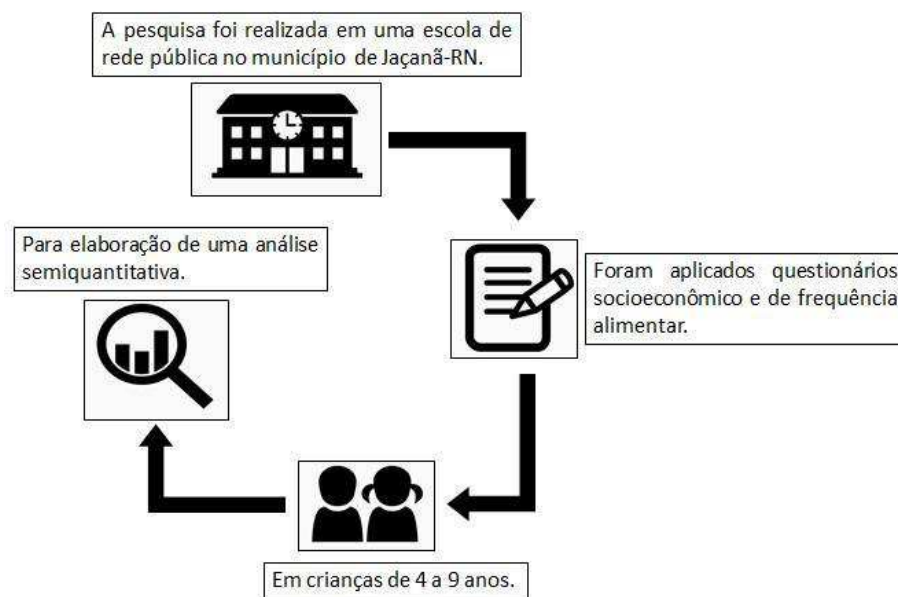 A pesquisa foi realizada em uma escola de
rede pública no município de Jaçanã-RN.
Foram aplicados questionários
socioeconômico e de frequência
alimentar.
Em crianças de 4 a 9 anos.
Para elaboração de uma análise
semiquantitativa.